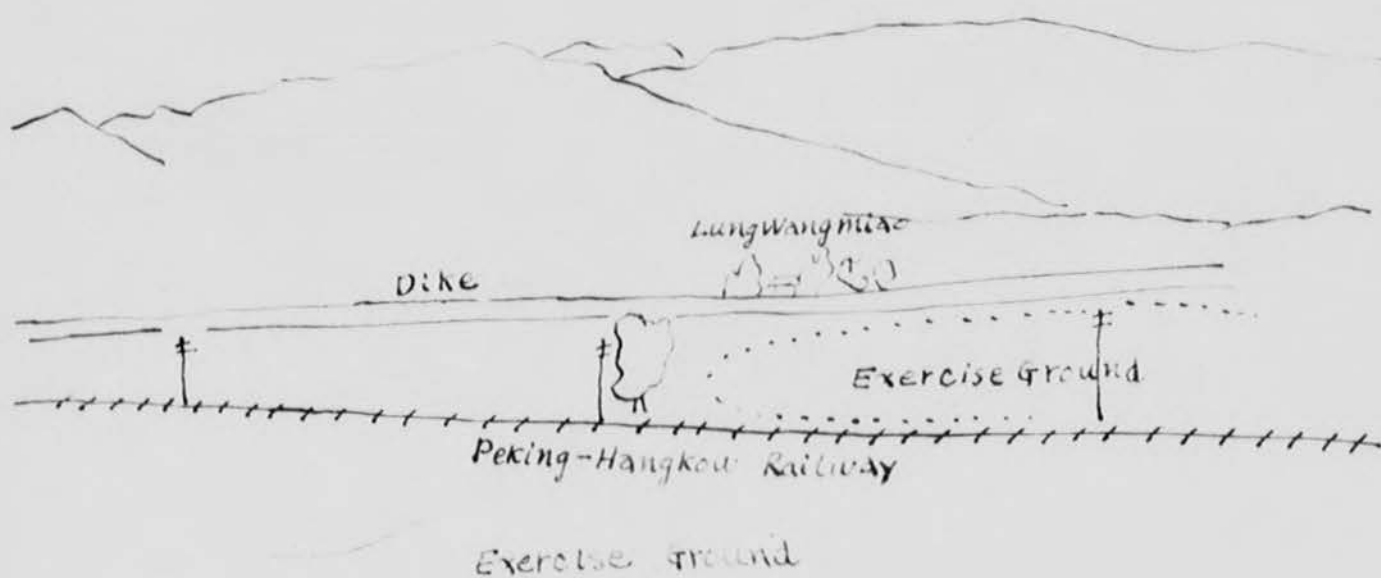 LungWangmiao
Dike
Exercise Ground
Peking-Hangkow Railway
Exercise Ground